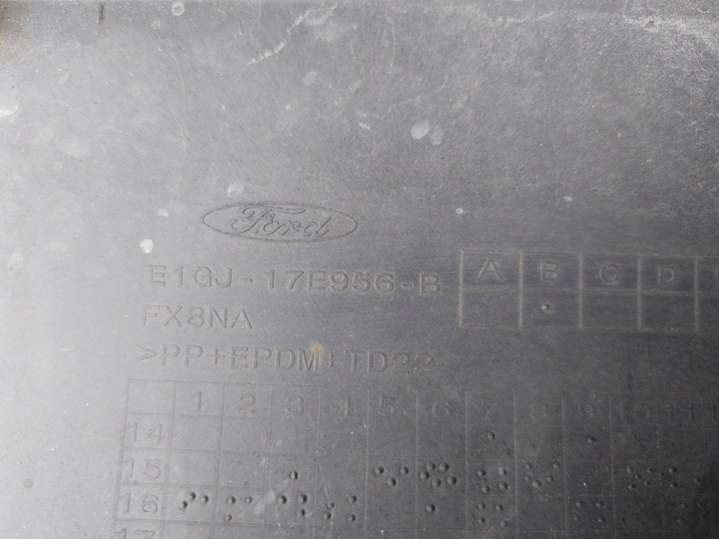 Ford
E1GJ-17E956-B
A B C D
FX8NA
>PP+EPDM+TD22
1 2 3 4 5 6 7 8 9 10 11
14
15
16
17